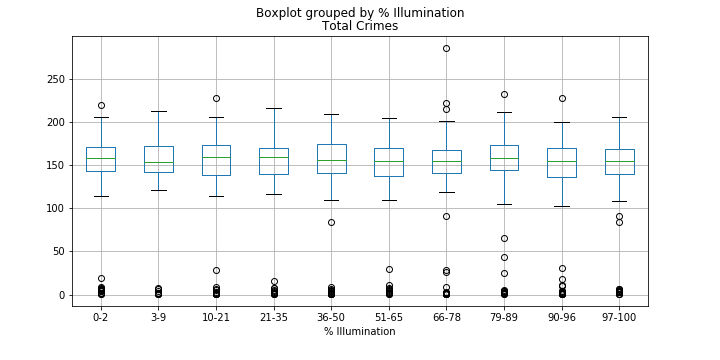 Boxplot grouped by % Illumination
Total Crimes
250
200
150
100
50
0
0-2 3-9 10-21 21-35 36-50 51-65 66-78 79-89 90-96 97-100
% Illumination